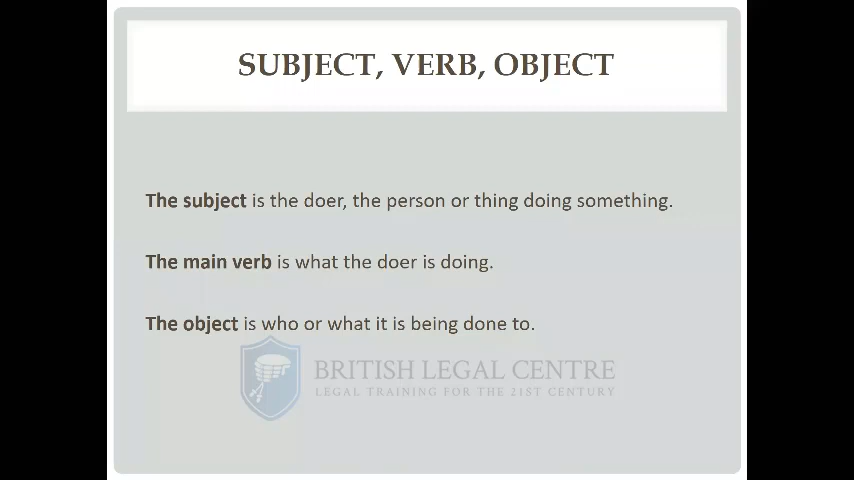 SUBJECT, VERB, OBJECT
The subject is the doer, the person or thing doing something.
The main verb is what the doer is doing.
The object is who or what it is being done to.
BRITISH LEGAL CENTRE
LEGAL TRAINING FOR THE 21ST CENTURY